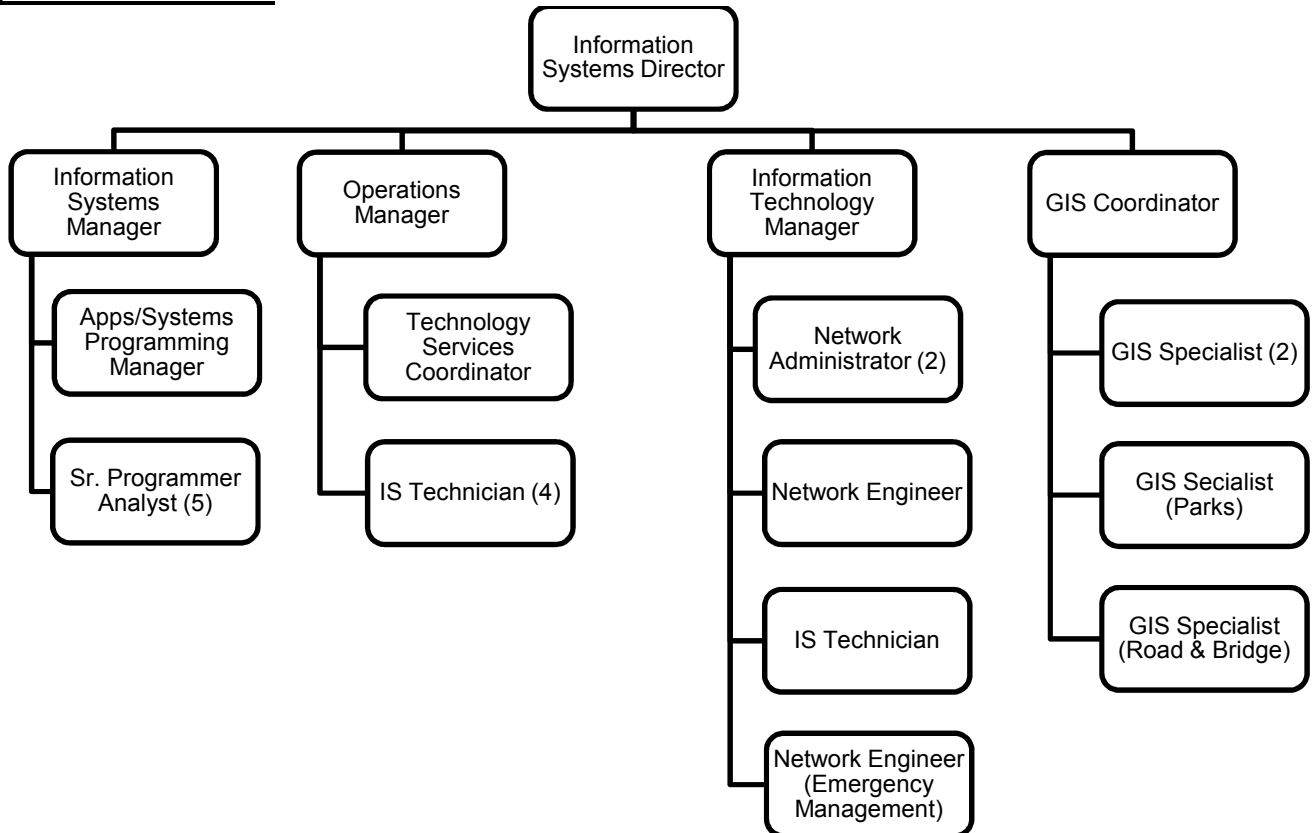 Information
Systems Director
Information
Systems
Manager
Operations
Manager
Information
Technology
Manager
GIS Coordinator
Apps/Systems
Programming
Manager
Sr. Programmer
Analyst (5)
Technology
Services
Coordinator
IS Technician (4)
Network
Administrator (2)
Network Engineer
IS Technician
Network Engineer
(Emergency
Management)
GIS Specialist (2)
GIS Secialist
(Parks)
GIS Specialist
(Road & Bridge)